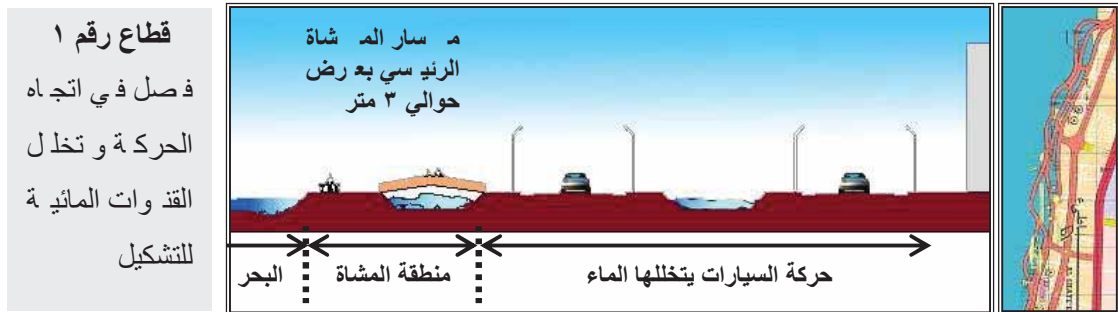 قطاع رقم ١
فصل في اتجاه
الحركة و تخلل
القنوات المائية
للتشكيل
مسار المشاة
الرئيسي بعرض
حوالي ٣ متر
البحر
منطقة المشاة
حركة السيارات يتخللها الماء